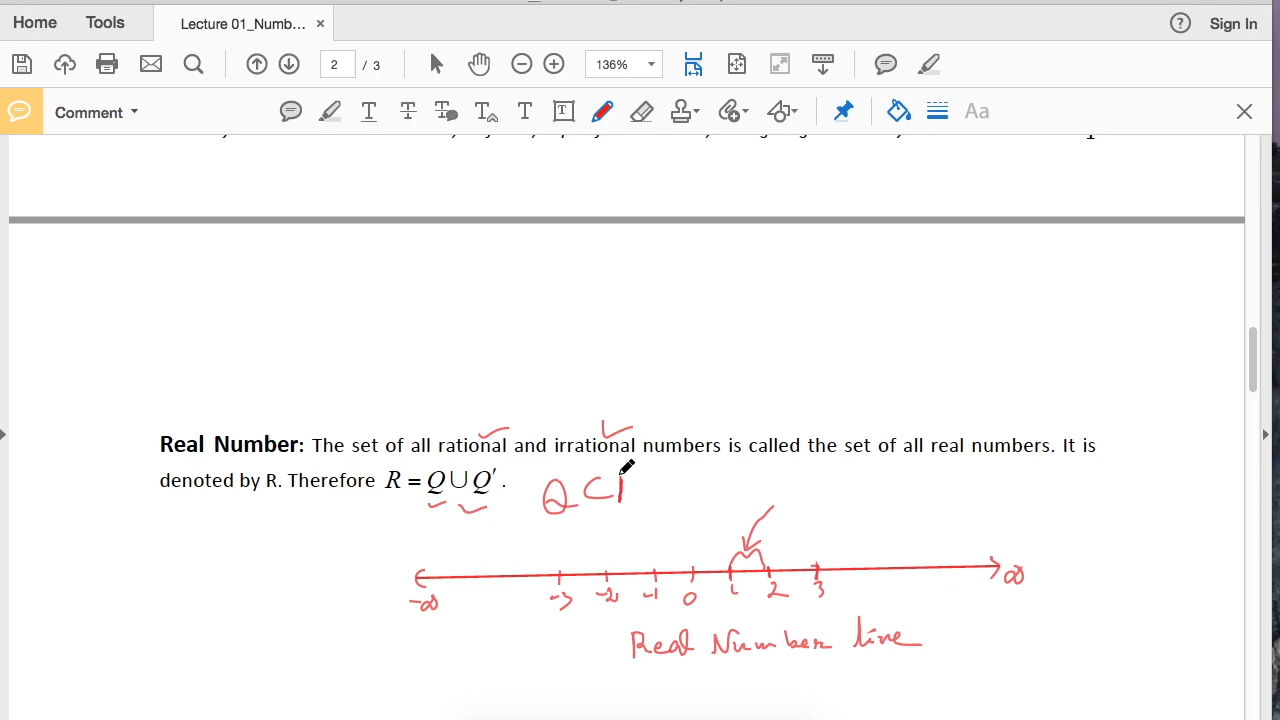 Home Tools Lecture 01_Numb... × ? Sign In
2 / 3 136%
Comment T T T T T Aa
Real Number: The set of all rational and irrational numbers is called the set of all real numbers. It is
denoted by R. Therefore R = Q ∪ Q′ .
Q ⊂
-∞ -3 -2 -1 0 1 2 3 ∞
Real Number line